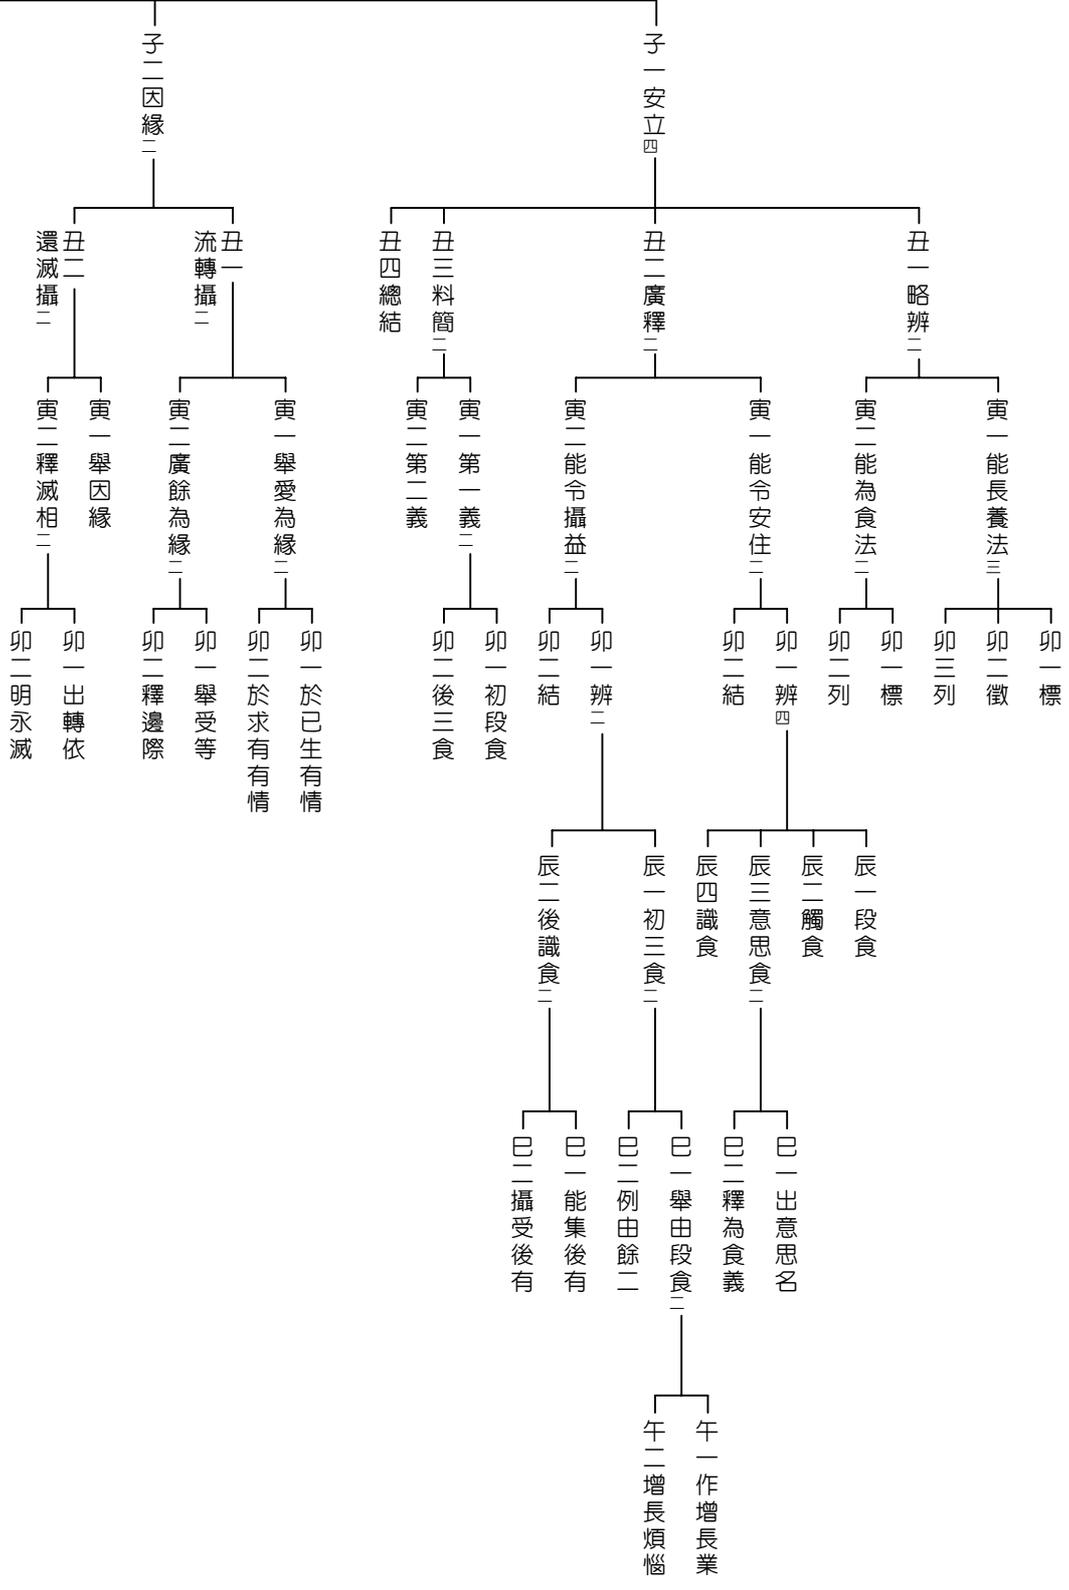 子一安立四
丑一略辨二
寅一能長養法三
卯一標
卯二徵
卯三列
寅二能為食法二
卯一標
卯二列
丑二廣釋二
寅一能令安住二
卯一辨四
辰一段食
辰二觸食
辰三意思食二
巳一出意思名
巳二釋為食義
辰四識食
卯二結
寅二能令攝益二
卯一辨二
辰一初三食二
巳一舉由段食二
午一作增長業
午二增長煩惱
巳二例由餘二
辰二後識食二
巳一能集後有
巳二攝受後有
卯二結
丑三料簡二
寅一第一義二
卯一初段食
卯二後三食
寅二第二義
丑四總結
子二因緣二
丑一
流轉攝二
寅一舉愛為緣二
卯一於已生有情
卯二於求有有情
寅二廣餘為緣二
卯一舉受等
卯二釋邊際
丑二
還滅攝二
寅一舉因緣
寅二釋滅相二
卯一出轉依
卯二明永滅